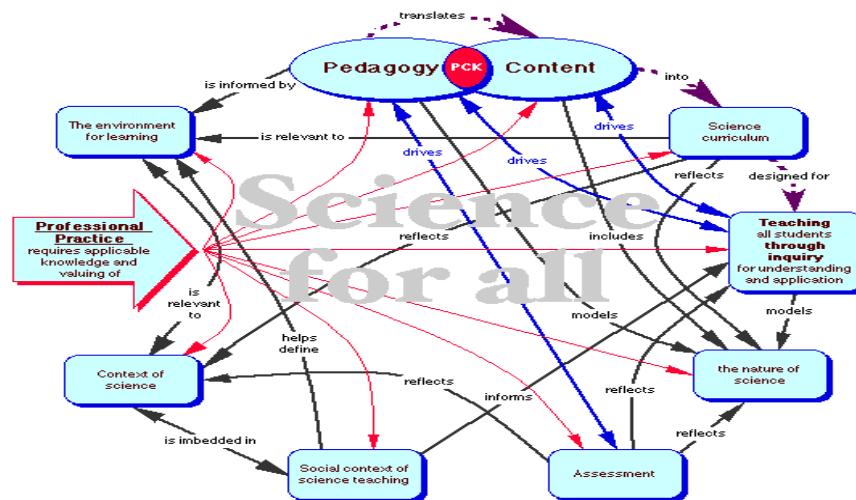 translates
Pedagogy PCK Content
is informed by
into
The environment
for learning
is relevant to
drives
drives
drives
Science
curriculum
Science
for all
reflects
designed for
Professional
Practice
requires applicable
knowledge and
valuing of
reflects
includes
Teaching
all students
through
inquiry
for understanding
and application
is
relevant
to
helps
define
models
models
Context of
science
reflects
informs
reflects
the nature of
science
is imbedded in
reflects
Social context of
science teaching
Assessment